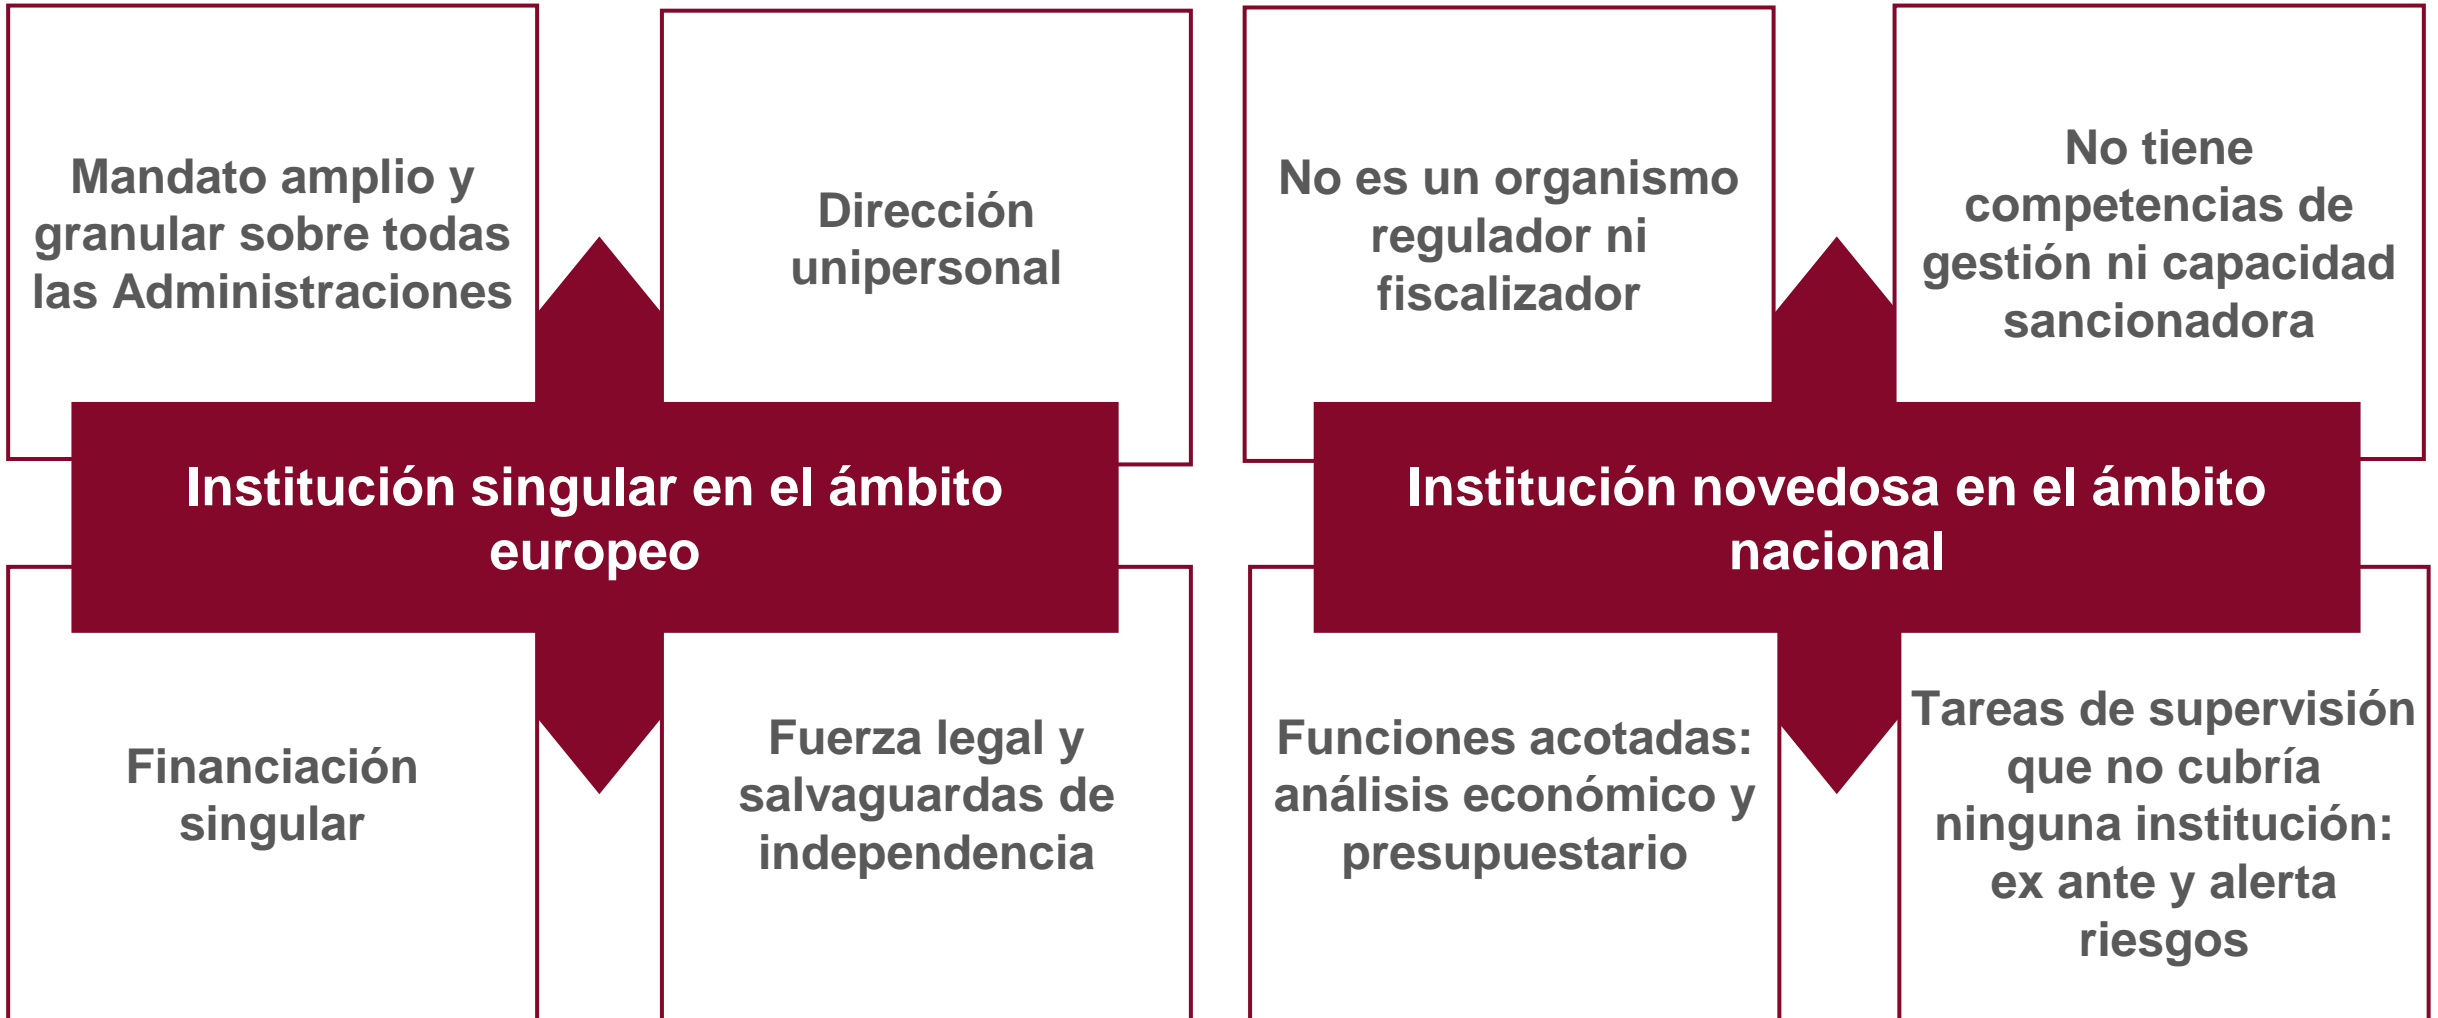 Mandato amplio y
granular sobre todas
las Administraciones
Dirección
unipersonal
Institución singular en el ámbito
europeo
Financiación
singular
Fuerza legal y
salvaguardas de
independencia
No es un organismo
regulador ni
fiscalizador
No tiene
competencias de
gestión ni capacidad
sancionadora
Institución novedosa en el ámbito
nacional
Funciones acotadas:
análisis económico y
presupuestario
Tareas de supervisión
que no cubría
ninguna institución:
ex ante y alerta
riesgos